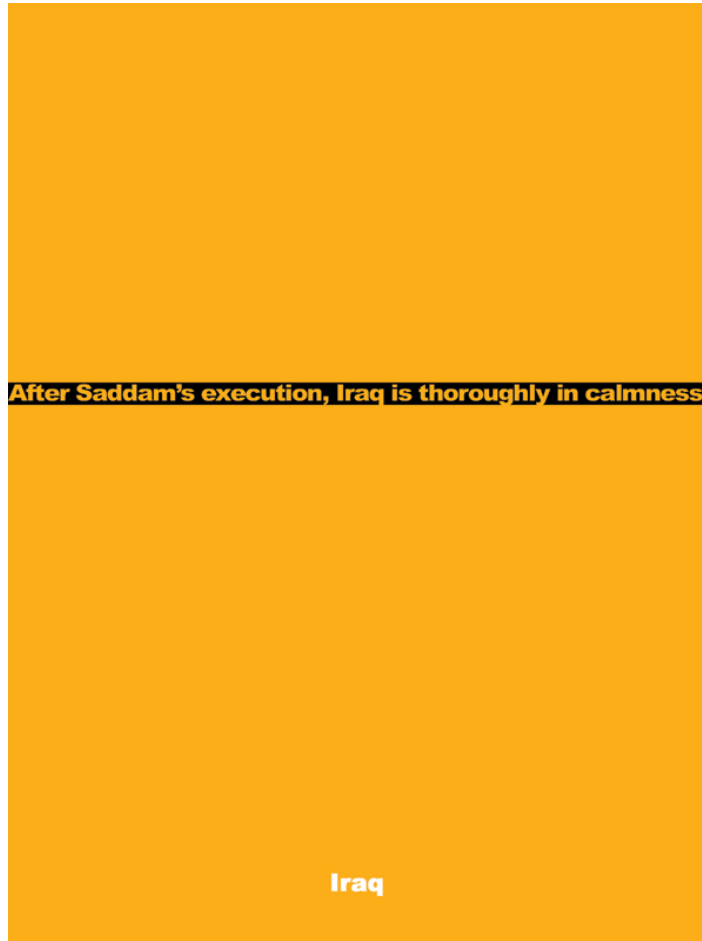 After Saddam’s execution, Iraq is thoroughly in calmness
Iraq